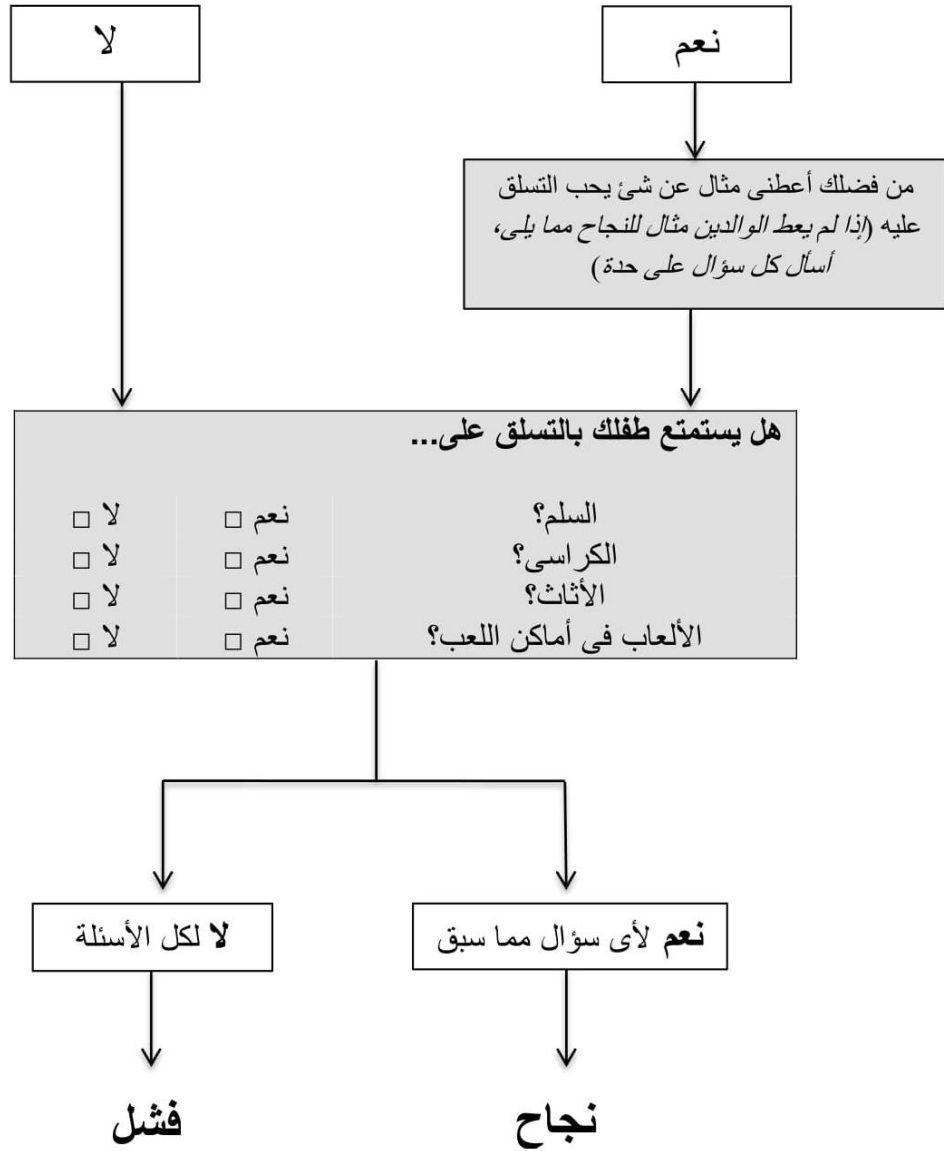 نعم
لا
من فضلك أعطنى مثال عن شئ يحب التسلق
عليه (إذا لم يعط الوالدين مثال للنجاح مما يلى،
أسأل كل سؤال على حدة)
هل يستمتع طفلك بالتسلق على...
السلم؟ نعم □ لا □
الكراسى؟ نعم □ لا □
الأثاث؟ نعم □ لا □
الألعاب فى أماكن اللعب؟ نعم □ لا □
نعم لأى سؤال مما سبق
لا لكل الأسئلة
نجاح
فشل